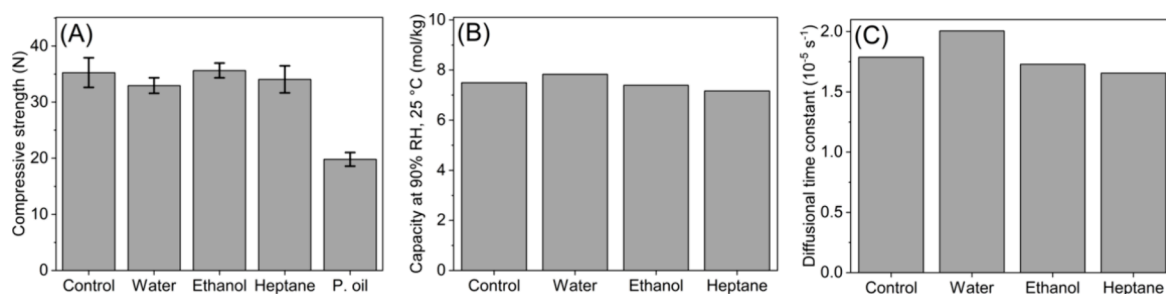 (A)
Compressive strength (N)
40
30
20
10
0
Control Water Ethanol Heptane P. oil
(B)
Capacity at 90% RH, 25 °C (mol/kg)
10
8
6
4
2
0
Control Water Ethanol Heptane
(C)
Diffusional time constant (10⁻⁵ s⁻¹)
2.0
1.5
1.0
0.5
0.0
Control Water Ethanol Heptane